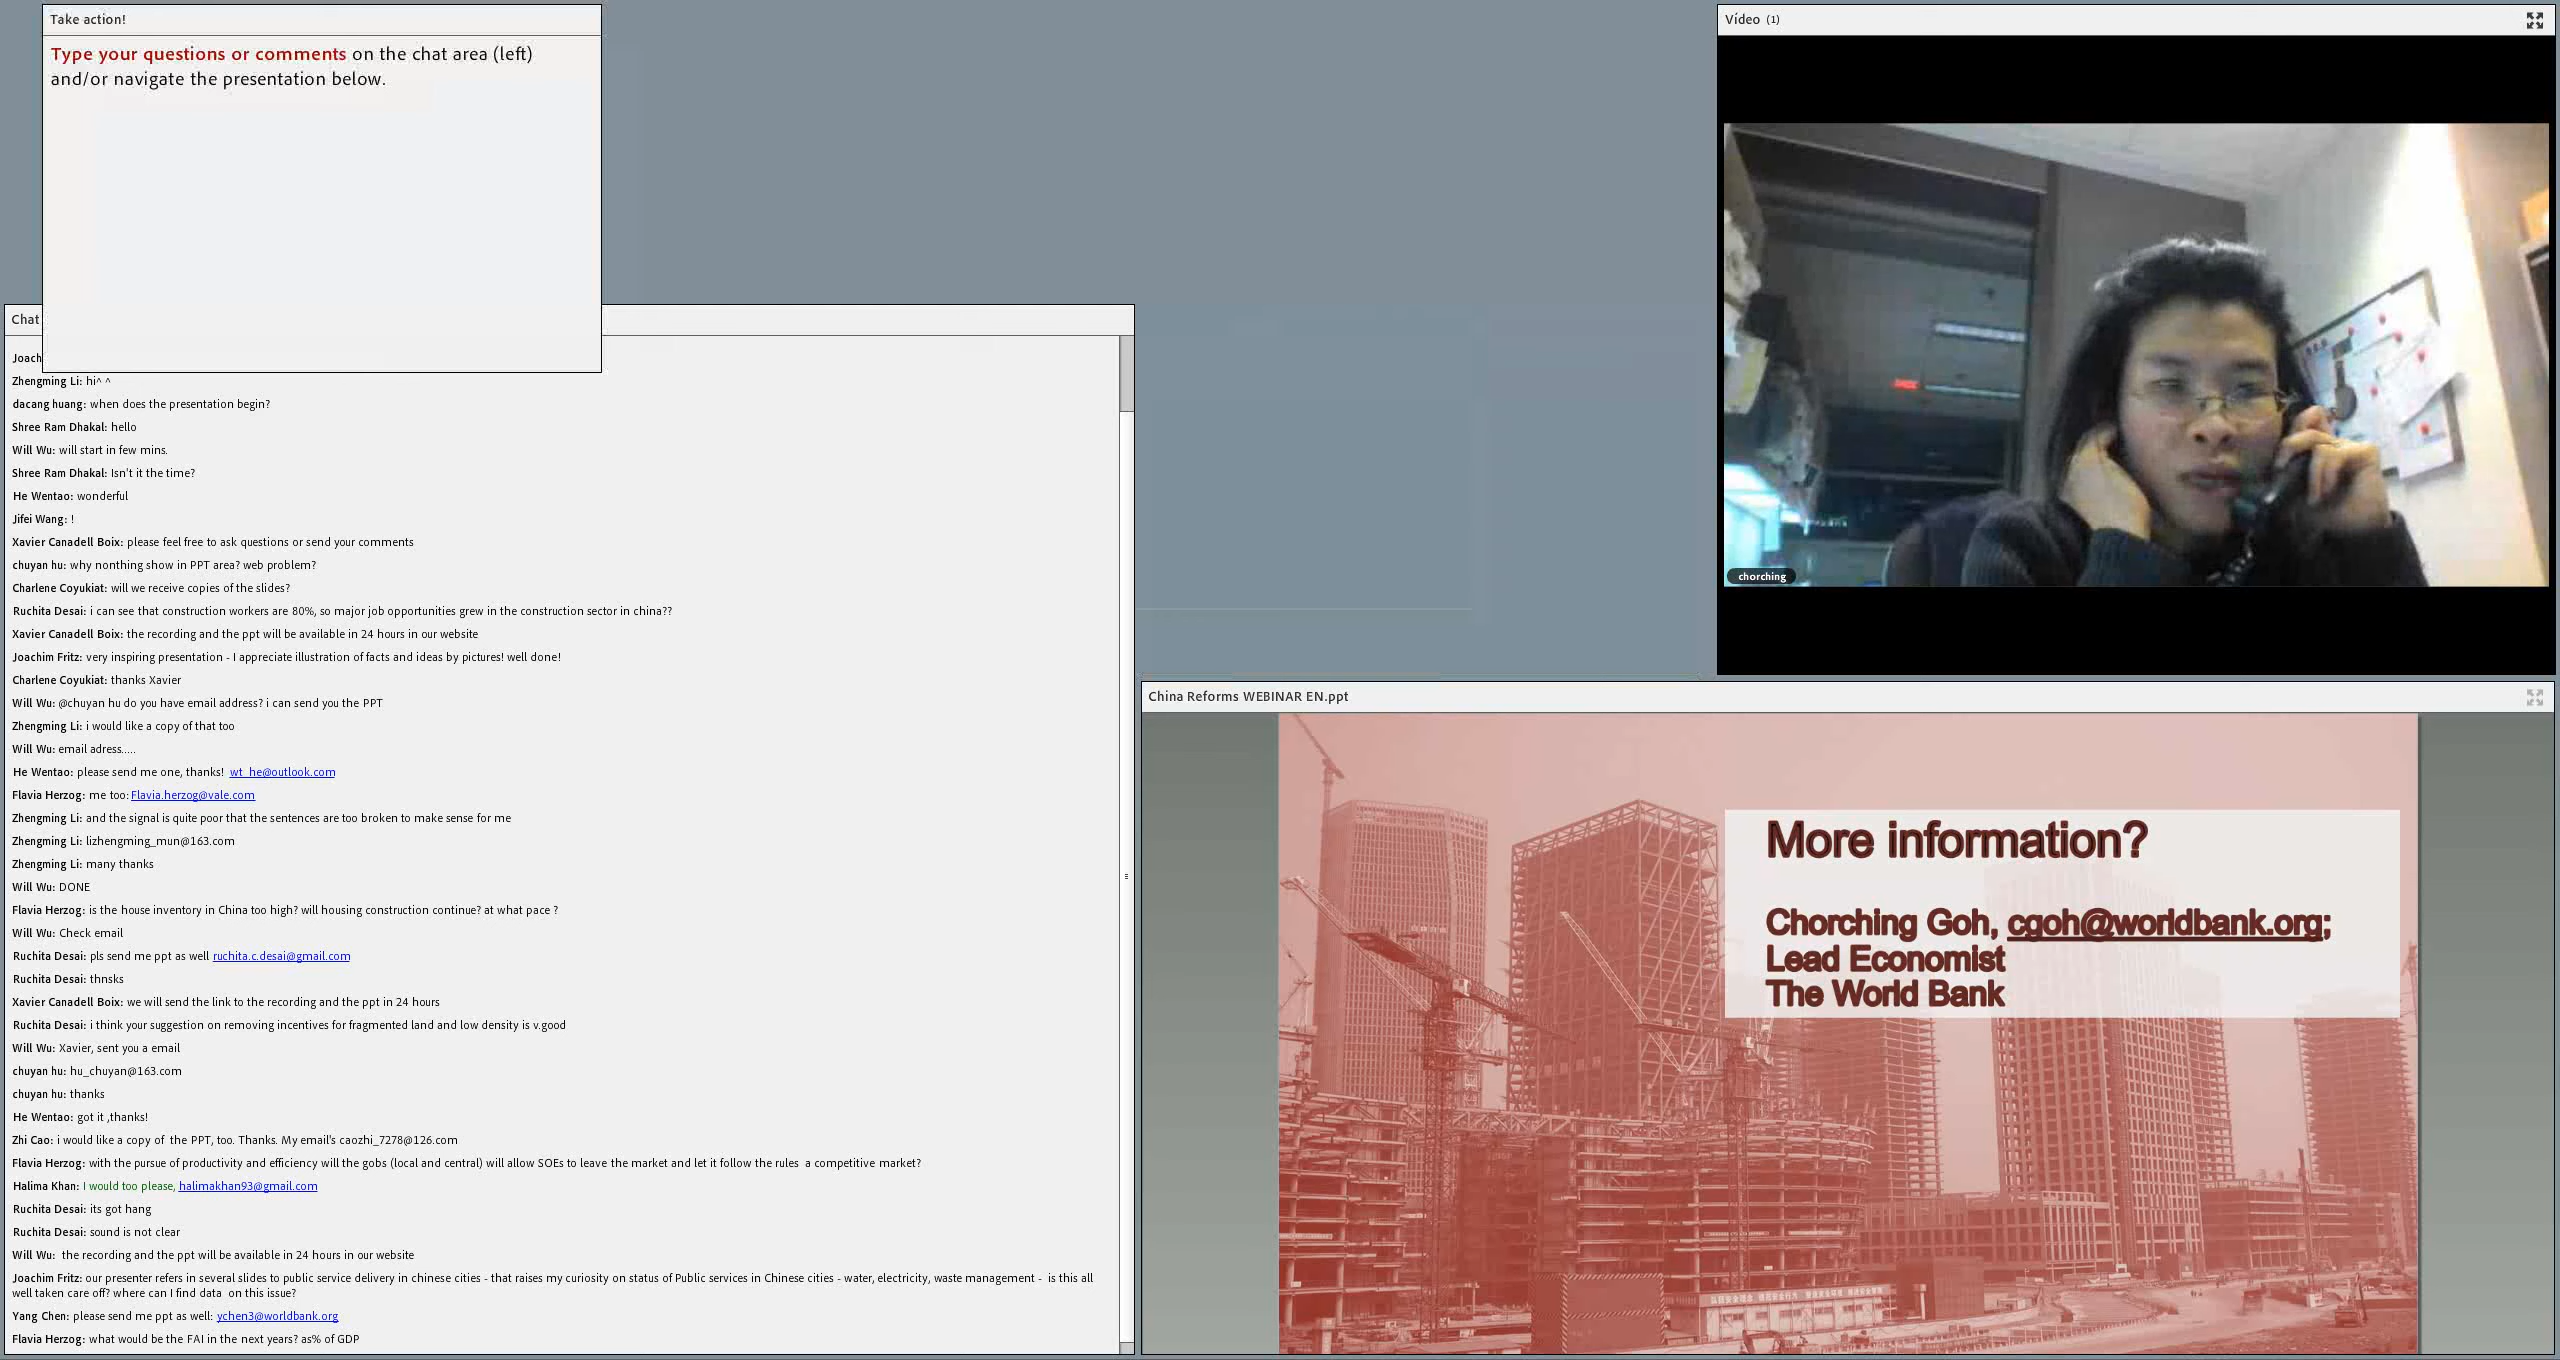 Take action!
Type your questions or comments on the chat area (left)
and/or navigate the presentation below.
Chat
Joach
Zhengming Li: hi^ ^
dacang huang: when does the presentation begin?
Shree Ram Dhakal: hello
Will Wu: will start in few mins.
Shree Ram Dhakal: Isn't it the time?
He Wentao: wonderful
Jifei Wang: !
Xavier Canadell Boix: please feel free to ask questions or send your comments
chuyan hu: why nonthing show in PPT area? web problem?
Charlene Coyukiat: will we receive copies of the slides?
Ruchita Desai: i can see that construction workers are 80%, so major job opportunities grew in the construction sector in china??
Xavier Canadell Boix: the recording and the ppt will be available in 24 hours in our website
Joachim Fritz: very inspiring presentation - I appreciate illustration of facts and ideas by pictures! well done!
Charlene Coyukiat: thanks Xavier
Will Wu: @chuyan hu do you have email address? i can send you the PPT
Zhengming Li: i would like a copy of that too
Will Wu: email adress.....
He Wentao: please send me one, thanks! wt_he@outlook.com
Flavia Herzog: me too: Flavia.herzog@vale.com
Zhengming Li: and the signal is quite poor that the sentences are too broken to make sense for me
Zhengming Li: lizhengming_mun@163.com
Zhengming Li: many thanks
Will Wu: DONE
Flavia Herzog: is the house inventory in China too high? will housing construction continue? at what pace ?
Will Wu: Check email
Ruchita Desai: pls send me ppt as well ruchita.c.desai@gmail.com
Ruchita Desai: thnsks
Xavier Canadell Boix: we will send the link to the recording and the ppt in 24 hours
Ruchita Desai: i think your suggestion on removing incentives for fragmented land and low density is v.good
Will Wu: Xavier, sent you a email
chuyan hu: hu_chuyan@163.com
chuyan hu: thanks
He Wentao: got it ,thanks!
Zhi Cao: i would like a copy of the PPT, too. Thanks. My email's caozhi_7278@126.com
Flavia Herzog: with the pursue of productivity and efficiency will the gobs (local and central) will allow SOEs to leave the market and let it follow the rules a competitive market?
Halima Khan: I would too please, halimakhan93@gmail.com
Ruchita Desai: its got hang
Ruchita Desai: sound is not clear
Will Wu: the recording and the ppt will be available in 24 hours in our website
Joachim Fritz: our presenter refers in several slides to public service delivery in chinese cities - that raises my curiosity on status of Public services in Chinese cities - water, electricity, waste management - is this all
well taken care off? where can I find data on this issue?
Yang Chen: please send me ppt as well: ychen3@worldbank.org
Flavia Herzog: what would be the FAI in the next years? as% of GDP
Vídeo (1)
chorching
China Reforms WEBINAR EN.ppt
More information?
Chorching Goh, cgoh@worldbank.org;
Lead Economist
The World Bank